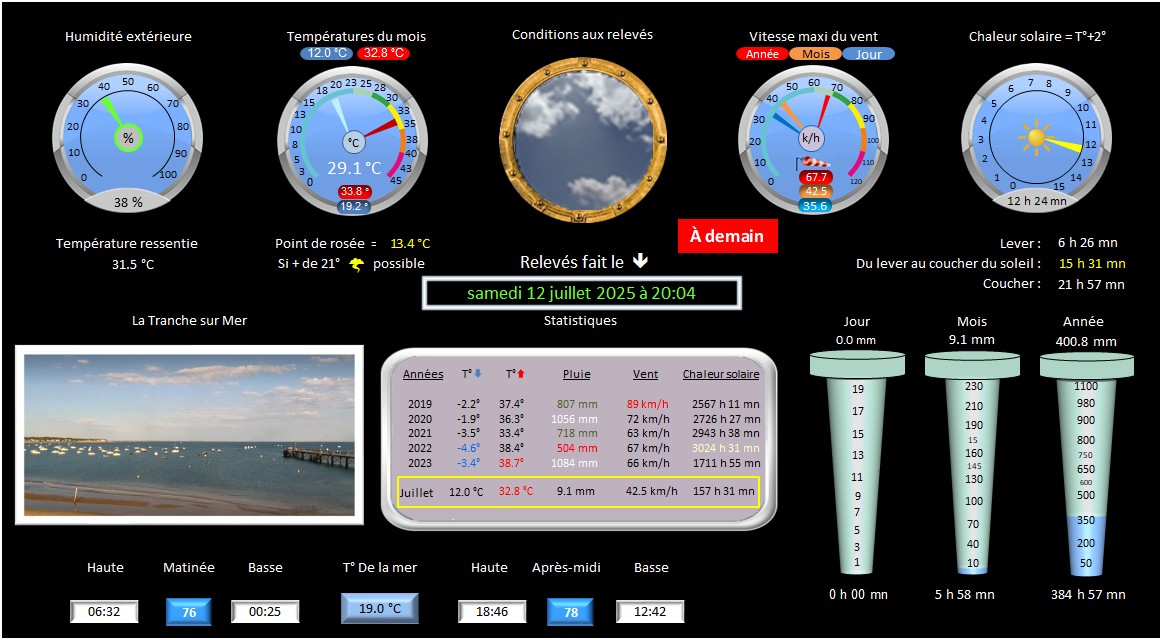 Humidité extérieure
Températures du mois
12.0 °C 32.8 °C
Conditions aux relevés
Vitesse maxi du vent
Année Mois Jour
Chaleur solaire = T°+2°
0 10 20 30 40 50 60 70 80 90 100
%
38 %
0 3 5 8 10 13 15 18 20 23 25 28 30 33 35 38 40 43 45
°C
29.1 °C
33.8 °
19.2 °
0 10 20 30 40 50 60 70 80 90 100 110 120
k/h
67.7
42.5
35.6
0 1 2 3 4 5 6 7 8 9 10 11 12 13 14 15
12 h 24 mn
Température ressentie
31.5 °C
Point de rosée = 13.4 °C
Si + de 21° possible
À demain
Relevés fait le
samedi 12 juillet 2025 à 20:04
Lever : 6 h 26 mn
Du lever au coucher du soleil : 15 h 31 mn
Coucher : 21 h 57 mn
La Tranche sur Mer
Statistiques
Années T° T° Pluie Vent Chaleur solaire
2019 -2.2° 37.4° 807 mm 89 km/h 2567 h 11 mn
2020 -1.9° 36.3° 1056 mm 72 km/h 2726 h 27 mn
2021 -3.5° 33.4° 718 mm 63 km/h 2943 h 38 mn
2022 -4.6° 38.4° 504 mm 67 km/h 3024 h 31 mn
2023 -3.4° 38.7° 1084 mm 66 km/h 1711 h 55 mn
Juillet 12.0 °C 32.8 °C 9.1 mm 42.5 km/h 157 h 31 mn
Jour
0.0 mm
19
17
15
13
11
9
7
5
3
1
0 h 00 mn
Mois
9.1 mm
230
210
190
15
160
145
130
100
70
40
10
5 h 58 mn
Année
400.8 mm
1100
980
900
800
750
650
600
500
350
200
50
384 h 57 mn
Haute Matinée Basse
06:32 76 00:25
T° De la mer
19.0 °C
Haute Après-midi Basse
18:46 78 12:42